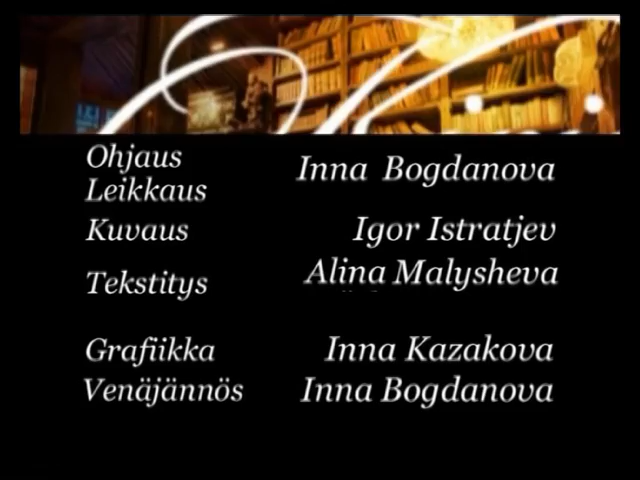 Ohjaus
Leikkaus Inna Bogdanova
Kuvaus Igor Istratjev
Tekstitys Alina Malysheva
Grafiikka Inna Kazakova
Venäjännös Inna Bogdanova